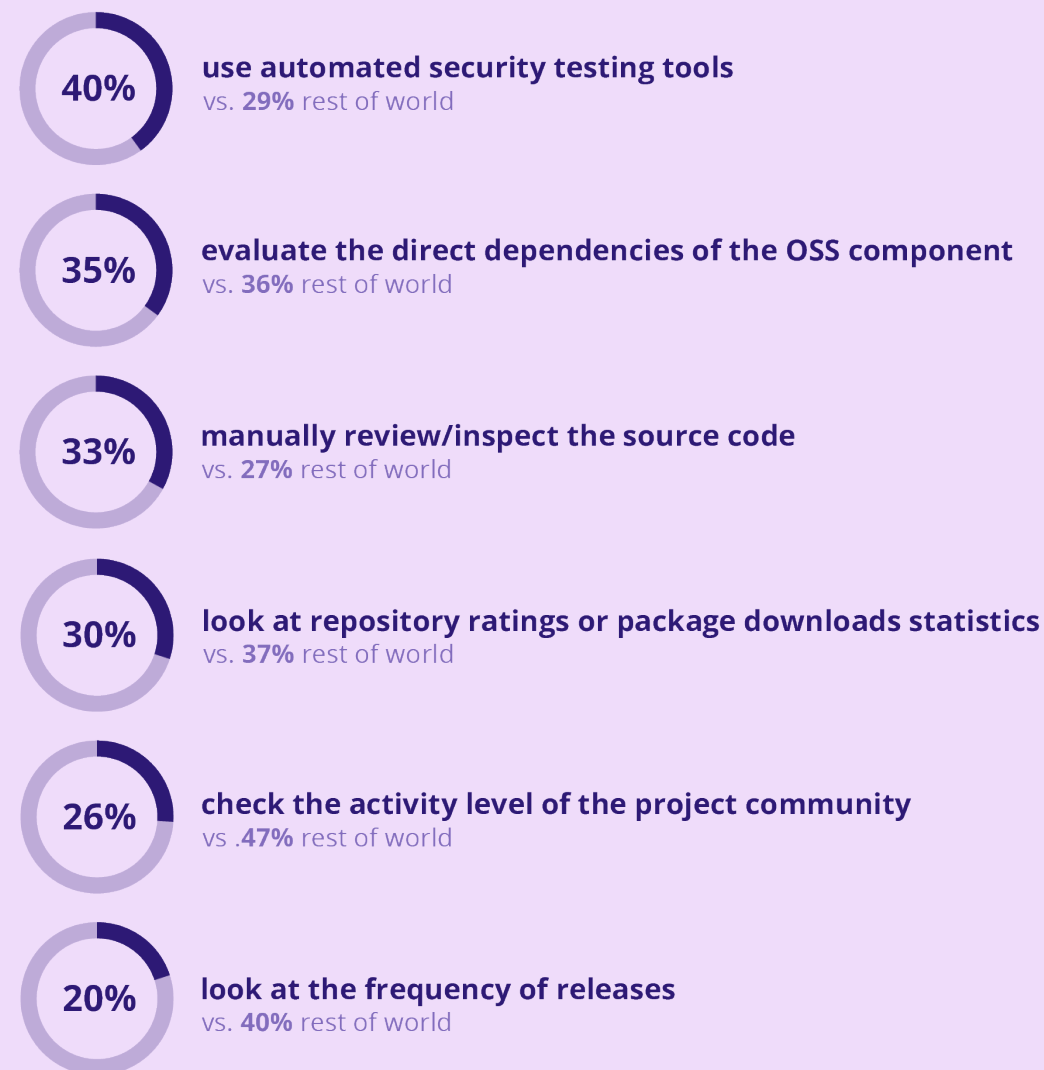 40%
use automated security testing tools
vs. 29% rest of world
35%
evaluate the direct dependencies of the OSS component
vs. 36% rest of world
33%
manually review/inspect the source code
vs. 27% rest of world
30%
look at repository ratings or package downloads statistics
vs. 37% rest of world
26%
check the activity level of the project community
vs .47% rest of world
20%
look at the frequency of releases
vs. 40% rest of world